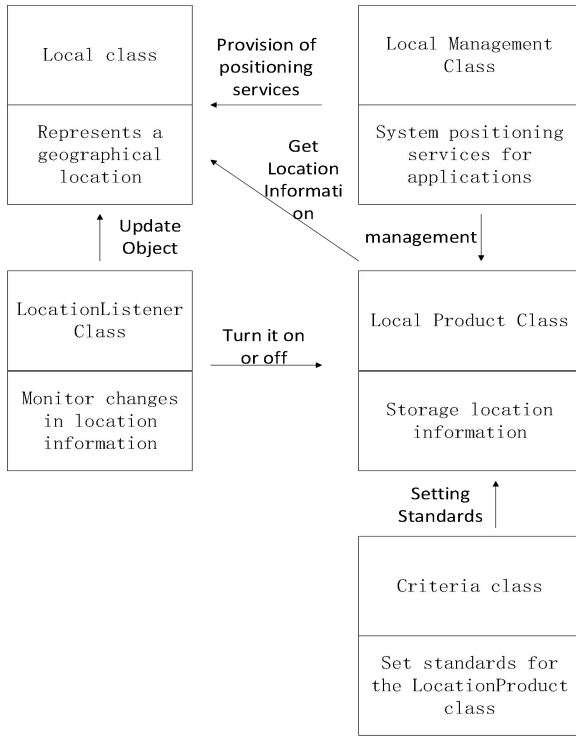 Local class
Represents a
geographical
location
Provision of
positioning
services
Local Management
Class
System positioning
services for
applications
Get
Location
Informati
on
management
Update
Object
LocationListener
Class
Monitor changes
in location
information
Turn it on
or off
Local Product Class
Storage location
information
Setting
Standards
Criteria class
Set standards for
the LocationProduct
class